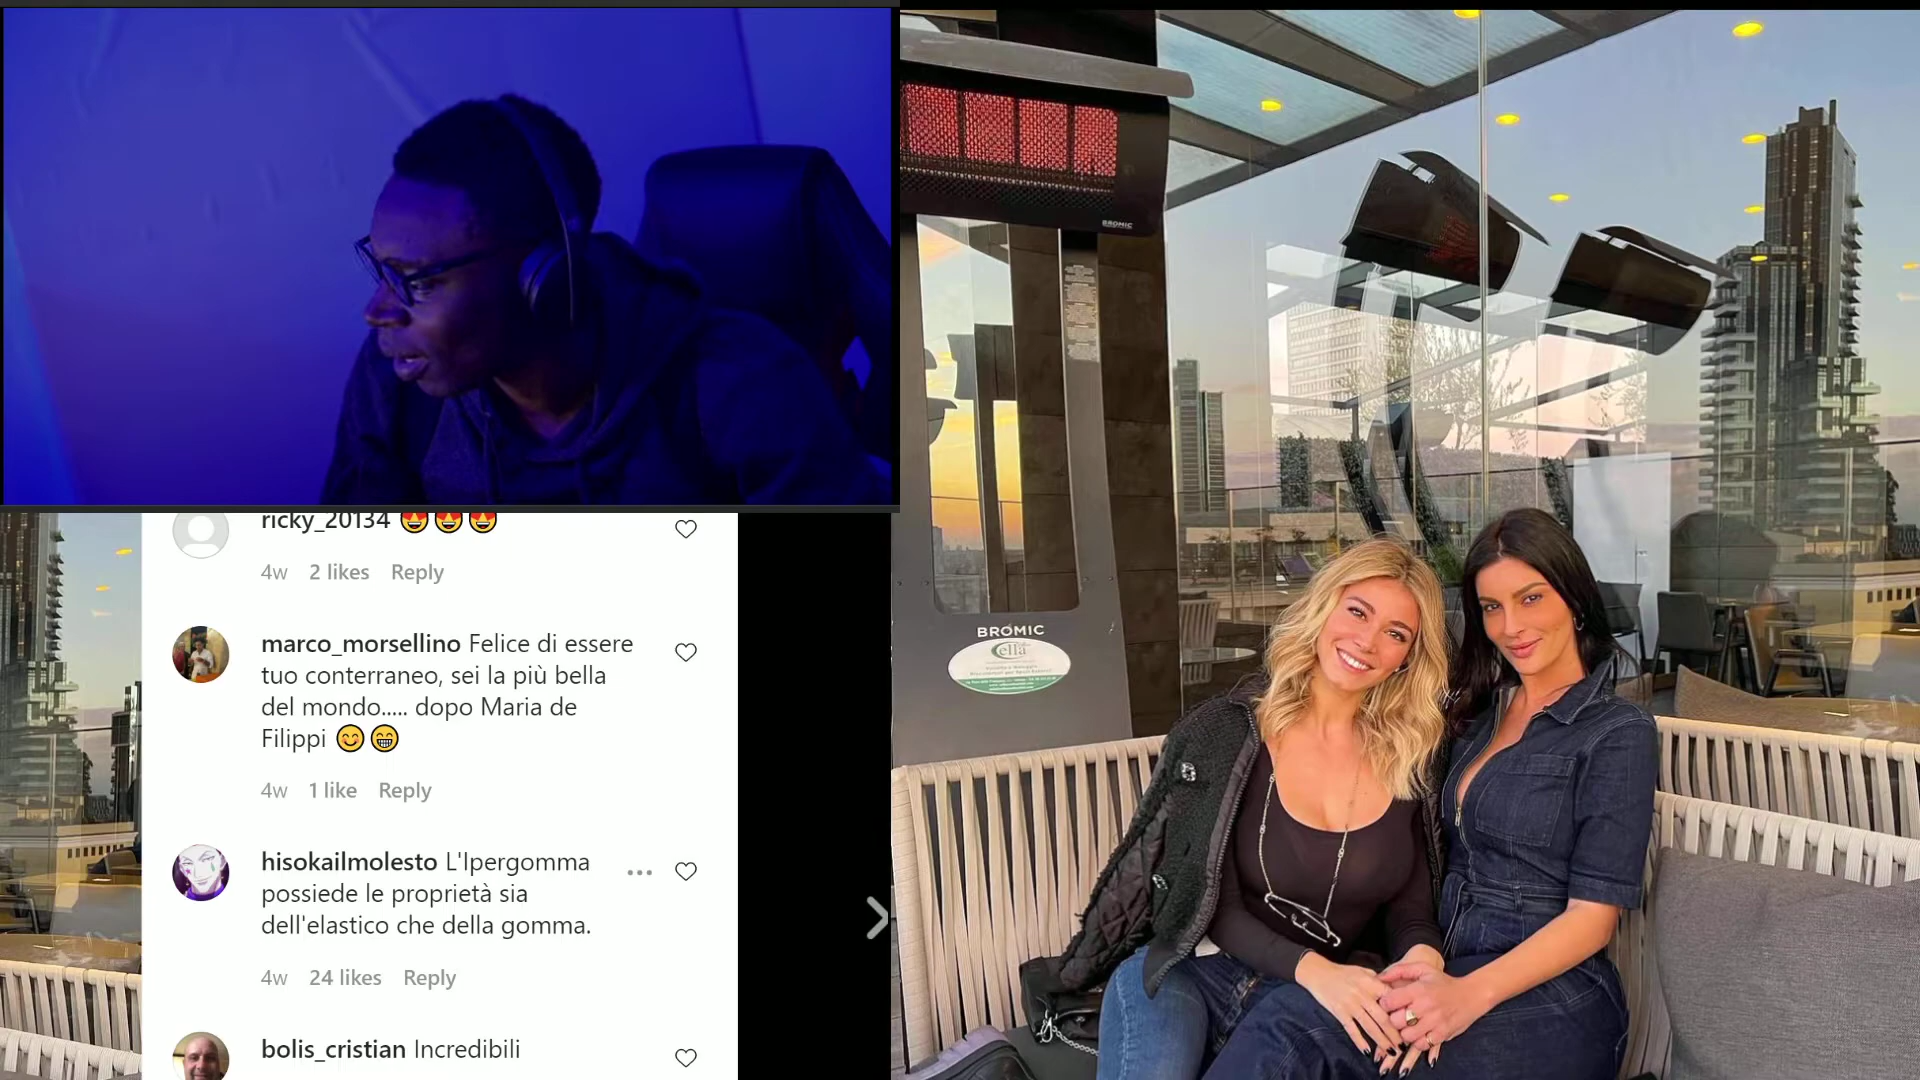 BROMIC
BROMIC
Cella
ricky_20134 😍😍😍
4w 2 likes Reply
marco_morsellino Felice di essere
tuo conterraneo, sei la più bella
del mondo..... dopo Maria de
Filippi 😊😁
4w 1 like Reply
hisokailmolesto L'Ipergomma
possiede le proprietà sia
dell'elastico che della gomma.
4w 24 likes Reply
bolis_cristian Incredibili